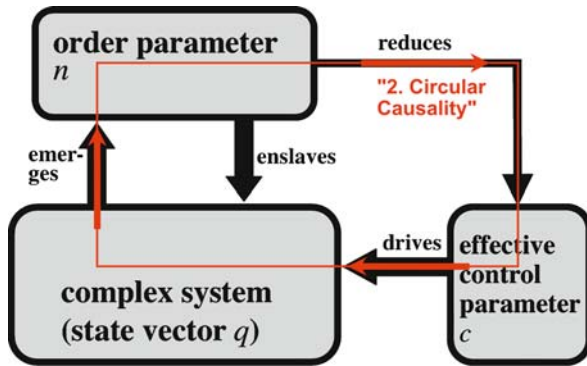 order parameter
n
reduces
"2. Circular
Causality"
emer-
ges
enslaves
drives
complex system
(state vector q)
effective
control
parameter
c